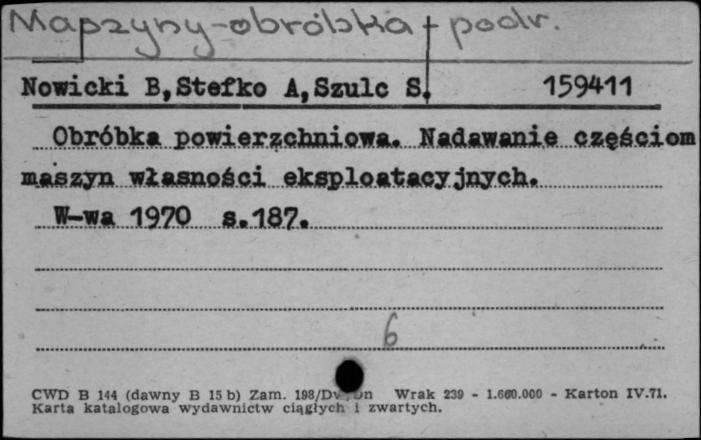 Maszyny-obróbka + podr.
Nowicki B,Stefko A,Szulc S. 159411
Obróbka powierzchniowa. Nadawanie częściom
maszyn własności eksploatacyjnych.
W-wa 1970 s.187.
6
CWD B 144 (dawny B 15 b) Zam. 198/Dv Wrak 239 - 1.660.000 - Karton IV.71.
Karta katalogowa wydawnictw ciągłych i zwartych.